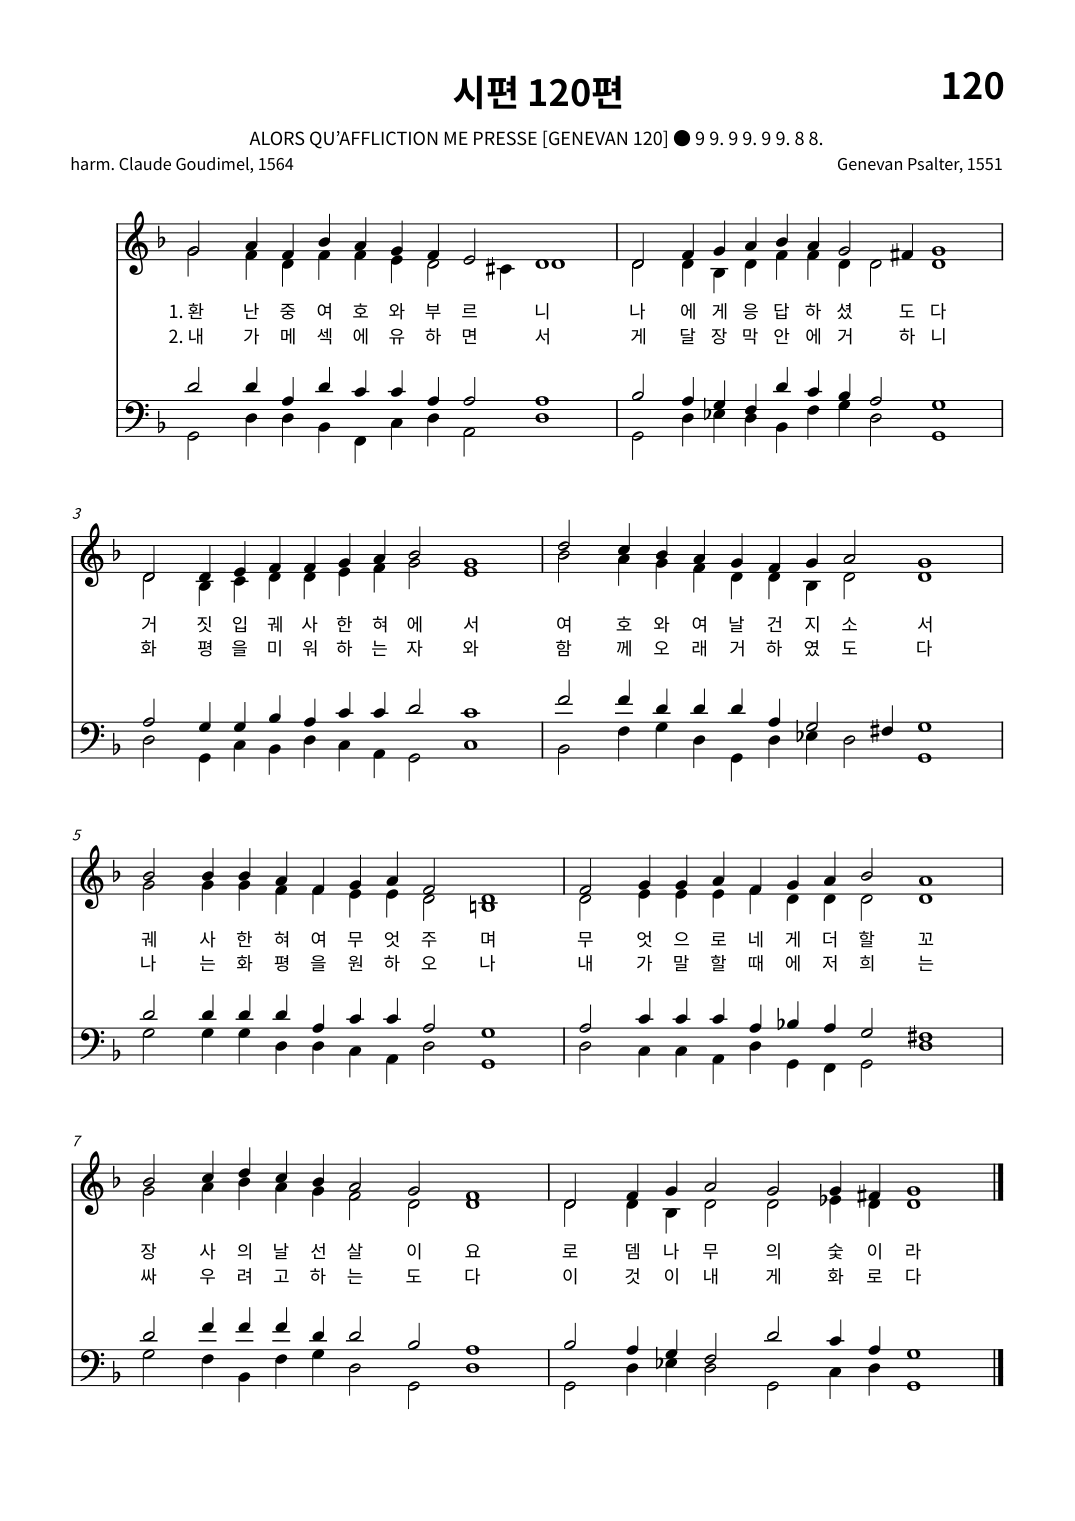 시편 120편
120
ALORS QU’AFFLICTION ME PRESSE [GENEVAN 120] ● 9 9. 9 9. 9 9. 8 8.
harm. Claude Goudimel, 1564
Genevan Psalter, 1551
1. 환 난 중 여 호 와 부 르 니 나 에 게 응 답 하 셨 도 다
2. 내 가 메 섹 에 유 하 면 서 게 달 장 막 안 에 거 하 니
3
거 짓 입 궤 사 한 혀 에 서 여 호 와 여 날 건 지 소 서
화 평 을 미 워 하 는 자 와 함 께 오 래 거 하 였 도 다
5
궤 사 한 혀 여 무 엇 주 며 무 엇 으 로 네 게 더 할 꼬
나 는 화 평 을 원 하 오 나 내 가 말 할 때 에 저 희 는
7
장 사 의 날 선 살 이 요 로 뎀 나 무 의 숯 이 라
싸 우 려 고 하 는 도 다 이 것 이 내 게 화 로 다